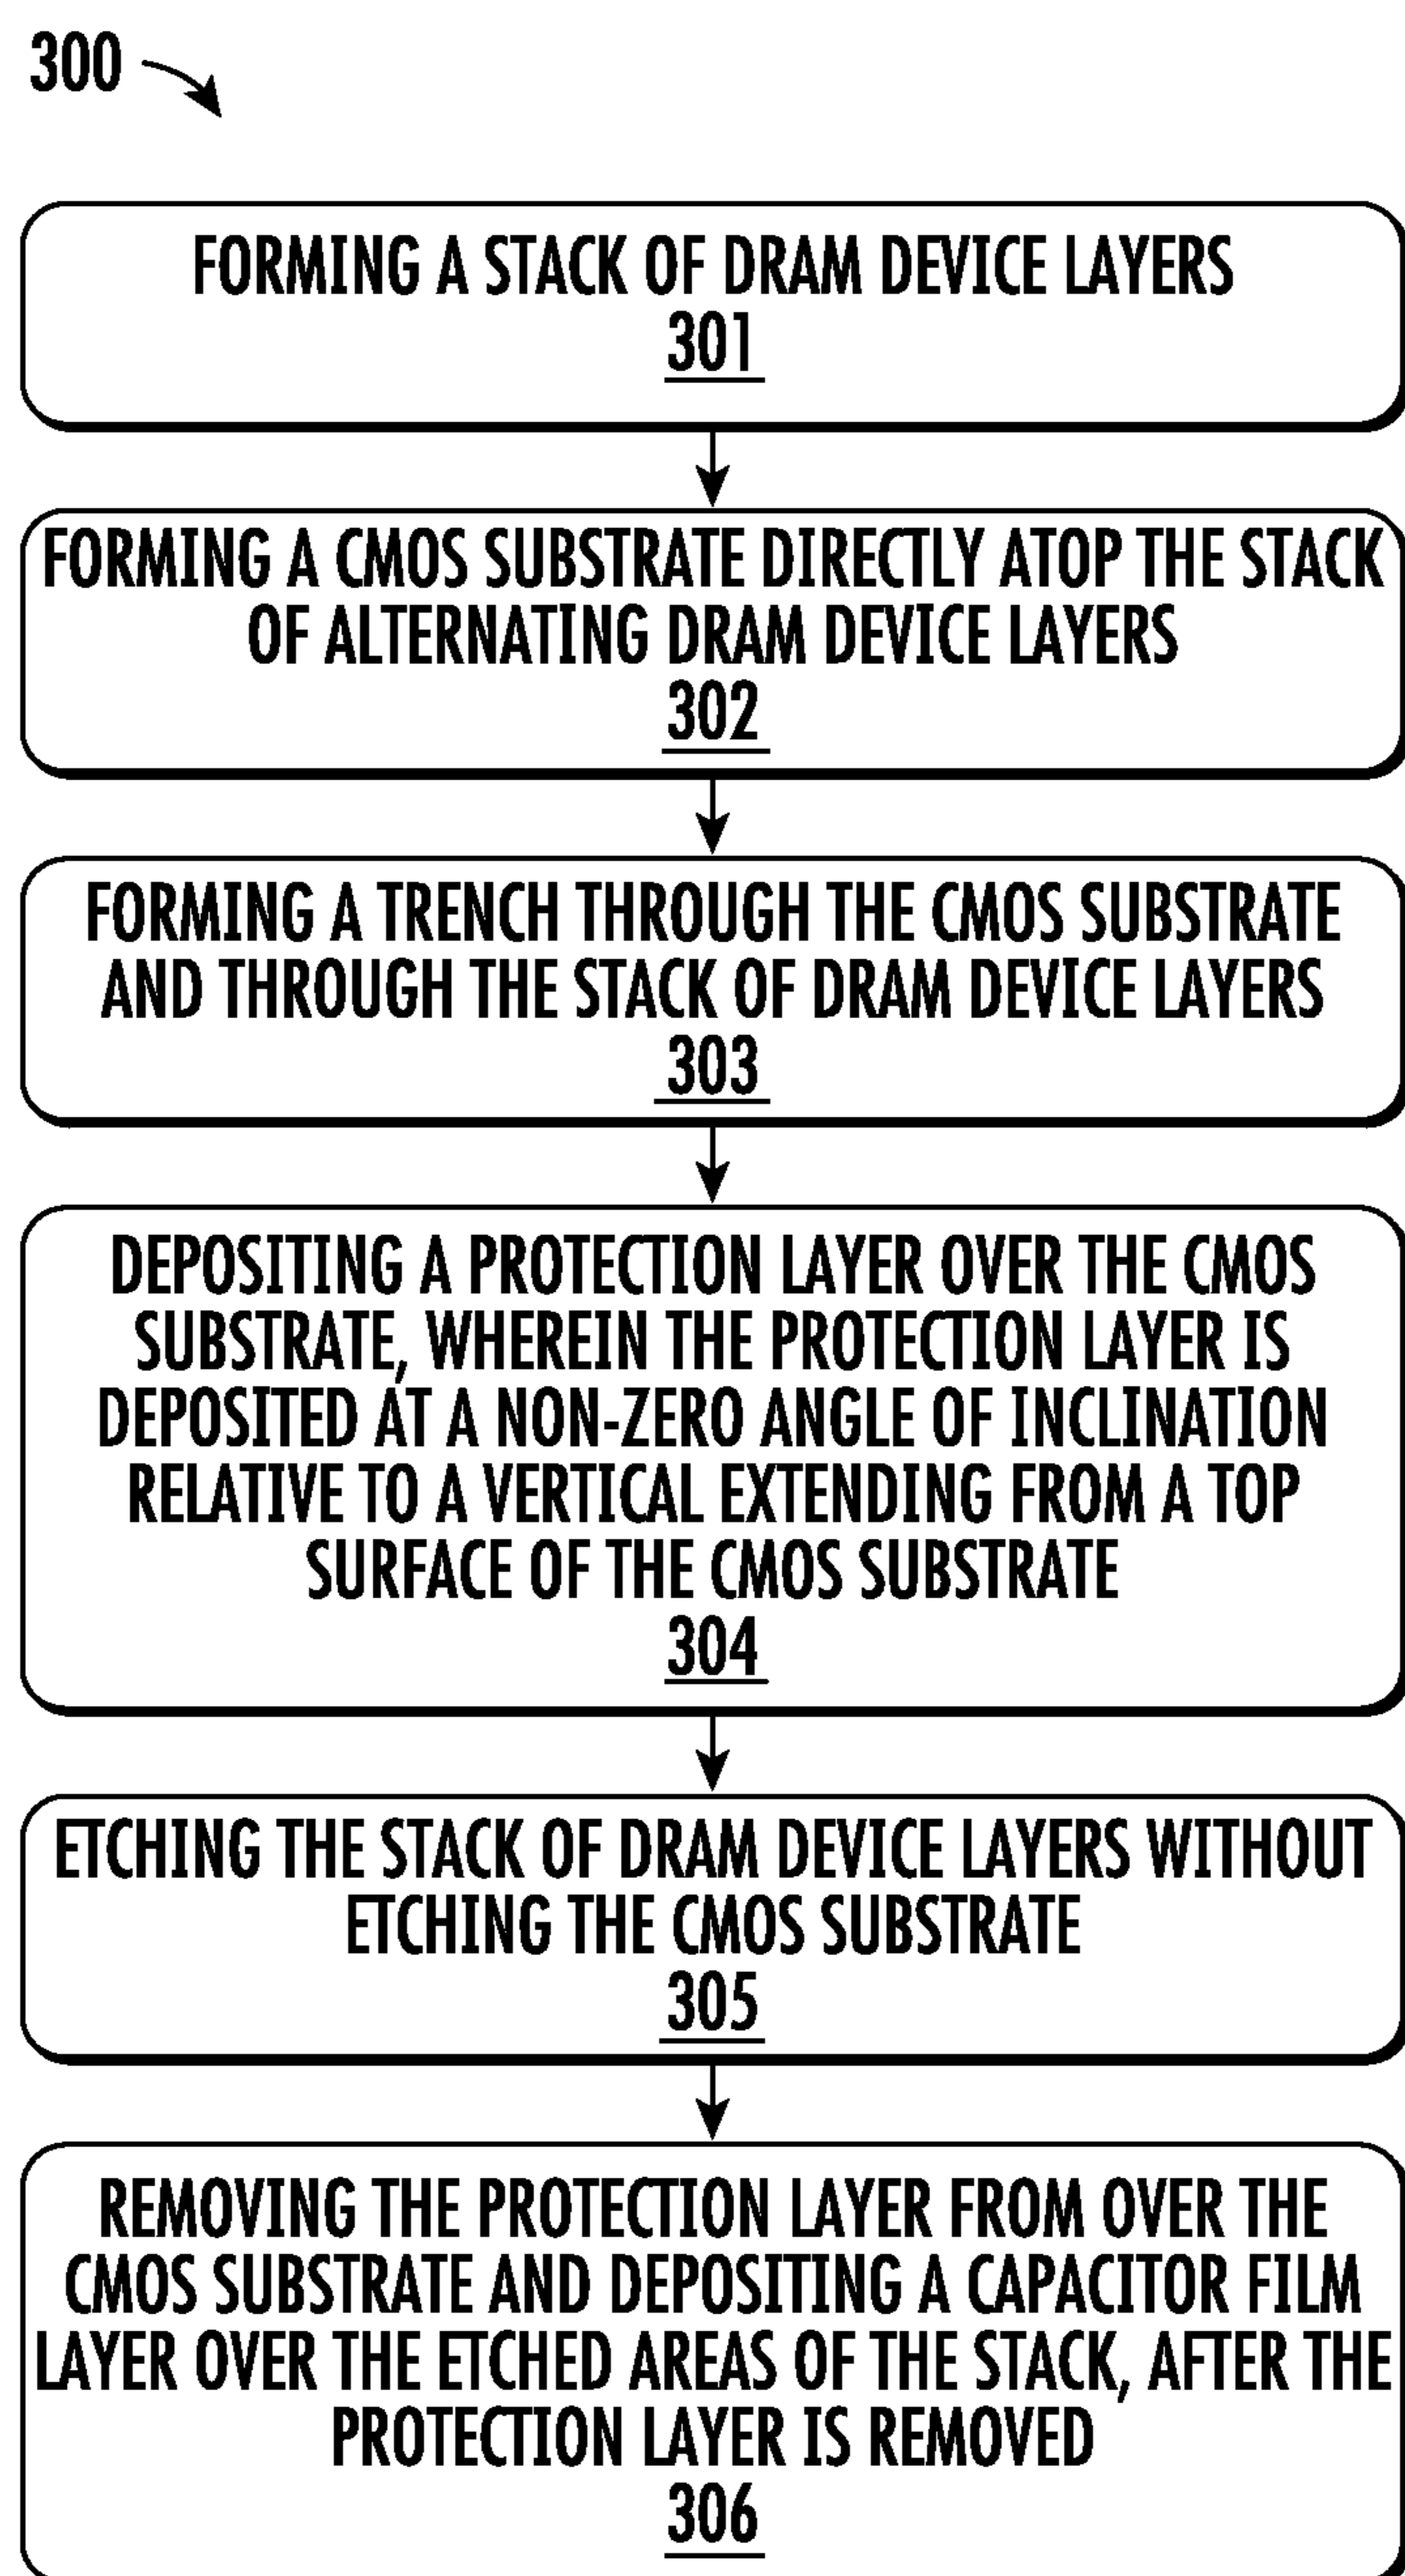 300
FORMING A STACK OF DRAM DEVICE LAYERS
301
FORMING A CMOS SUBSTRATE DIRECTLY ATOP THE STACK
OF ALTERNATING DRAM DEVICE LAYERS
302
FORMING A TRENCH THROUGH THE CMOS SUBSTRATE
AND THROUGH THE STACK OF DRAM DEVICE LAYERS
303
DEPOSITING A PROTECTION LAYER OVER THE CMOS
SUBSTRATE, WHEREIN THE PROTECTION LAYER IS
DEPOSITED AT A NON-ZERO ANGLE OF INCLINATION
RELATIVE TO A VERTICAL EXTENDING FROM A TOP
SURFACE OF THE CMOS SUBSTRATE
304
ETCHING THE STACK OF DRAM DEVICE LAYERS WITHOUT
ETCHING THE CMOS SUBSTRATE
305
REMOVING THE PROTECTION LAYER FROM OVER THE
CMOS SUBSTRATE AND DEPOSITING A CAPACITOR FILM
LAYER OVER THE ETCHED AREAS OF THE STACK, AFTER THE
PROTECTION LAYER IS REMOVED
306